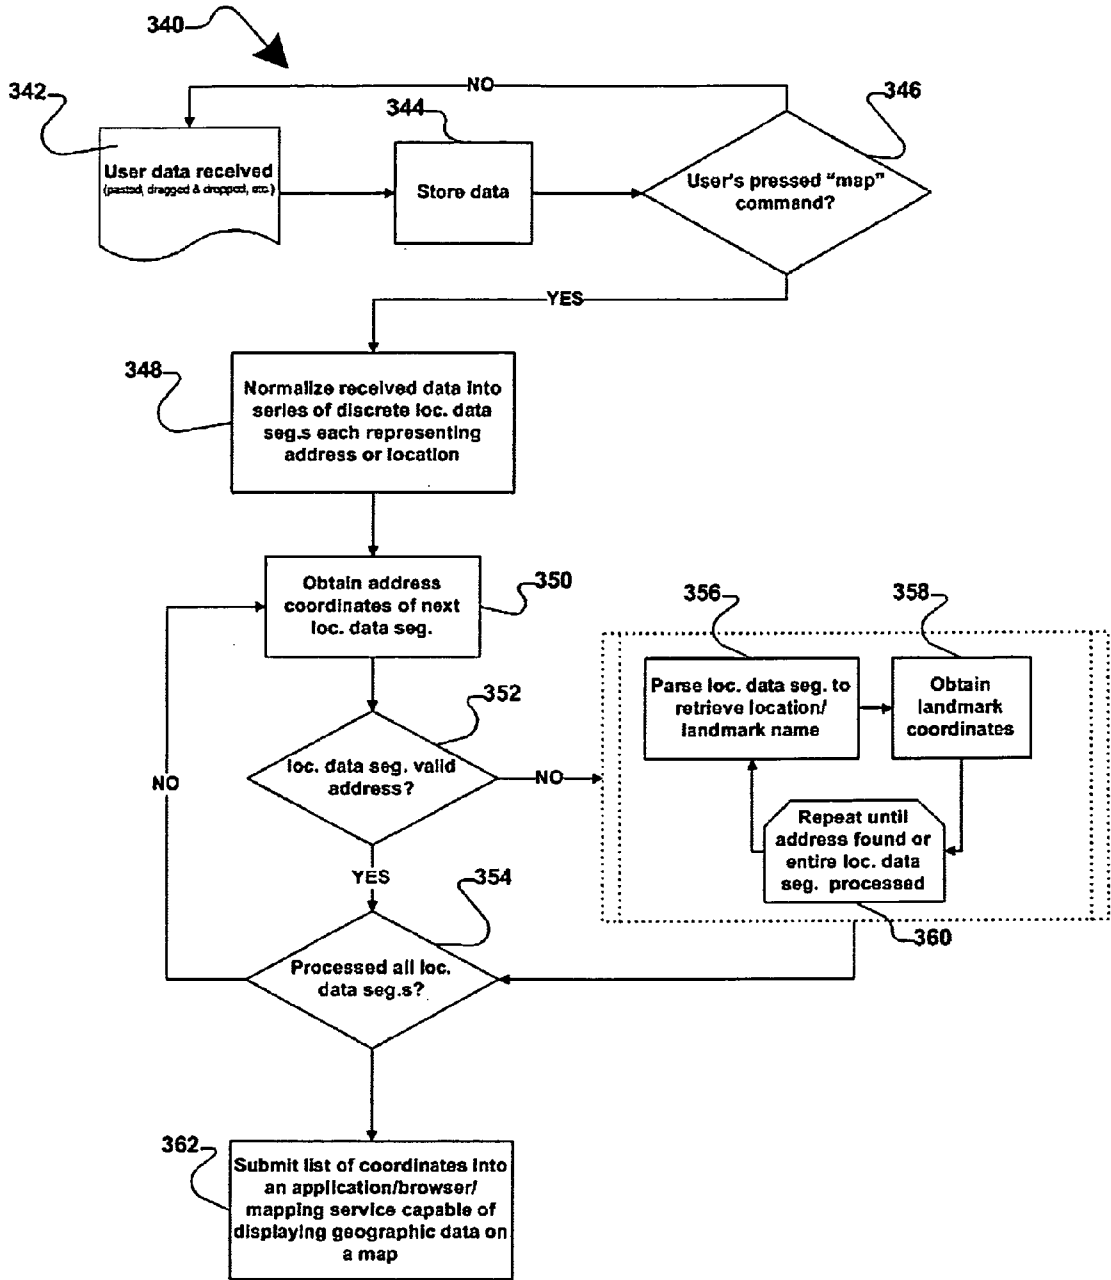 340
342
NO
344
346
User data received
(pasted, dragged & dropped, etc.)
Store data
User's pressed "map"
command?
YES
348
Normalize received data into
series of discrete loc. data
seg.s each representing
address or location
350
Obtain address
coordinates of next
loc. data seg.
356
358
Parse loc. data seg. to
retrieve location/
landmark name
Obtain
landmark
coordinates
352
loc. data seg. valid
address?
NO
NO
Repeat until
address found or
entire loc. data
seg. processed
360
YES
354
Processed all loc.
data seg.s?
362
Submit list of coordinates into
an application/browser/
mapping service capable of
displaying geographic data on
a map